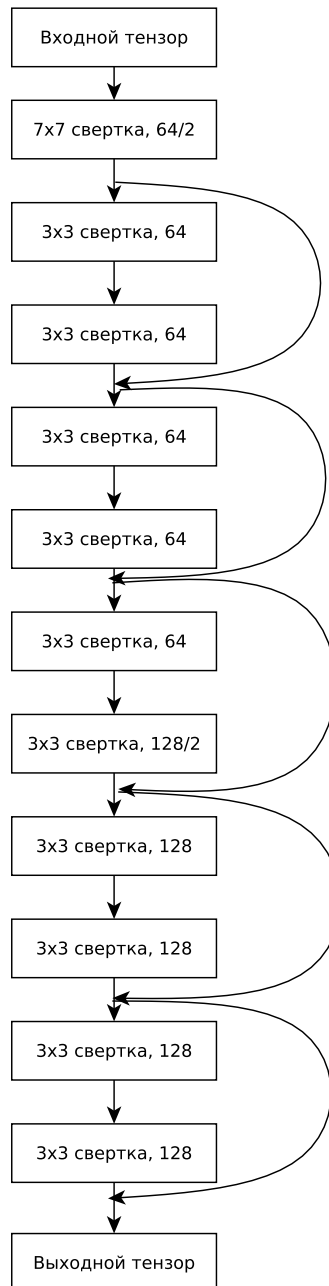 Входной тензор
7x7 свертка, 64/2
3x3 свертка, 64
3x3 свертка, 64
3x3 свертка, 64
3x3 свертка, 64
3x3 свертка, 64
3x3 свертка, 128/2
3x3 свертка, 128
3x3 свертка, 128
3x3 свертка, 128
3x3 свертка, 128
Выходной тензор